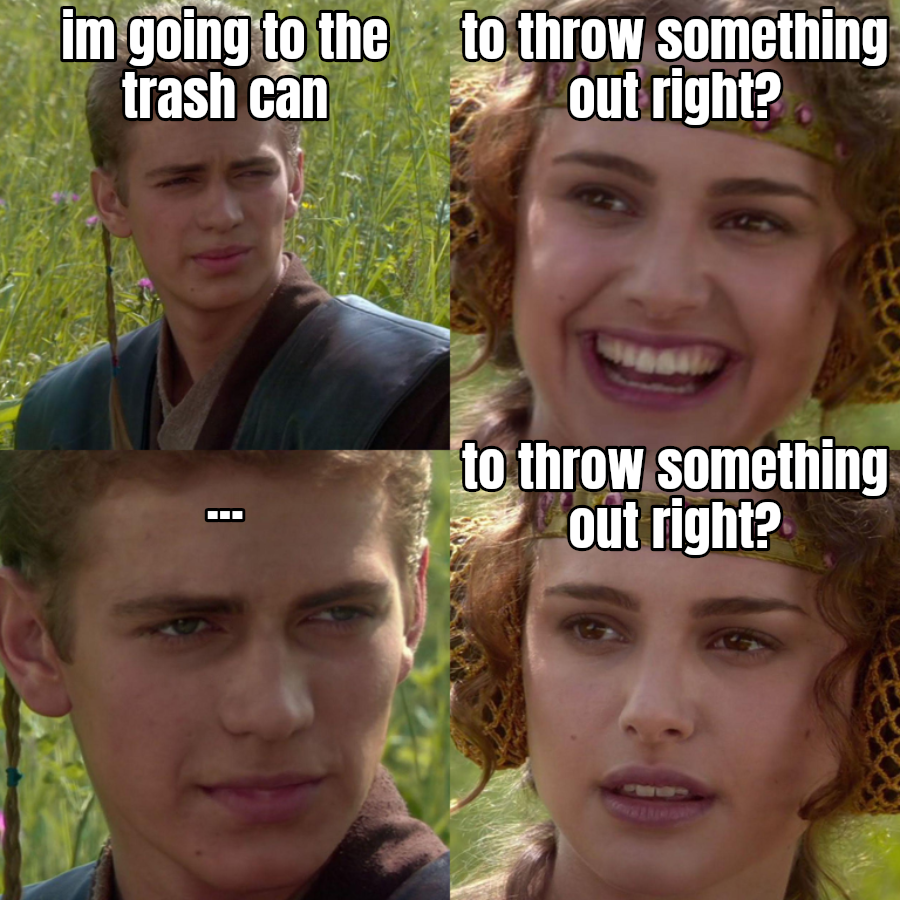 im going to the
trash can
to throw something
out right?
...
to throw something
out right?